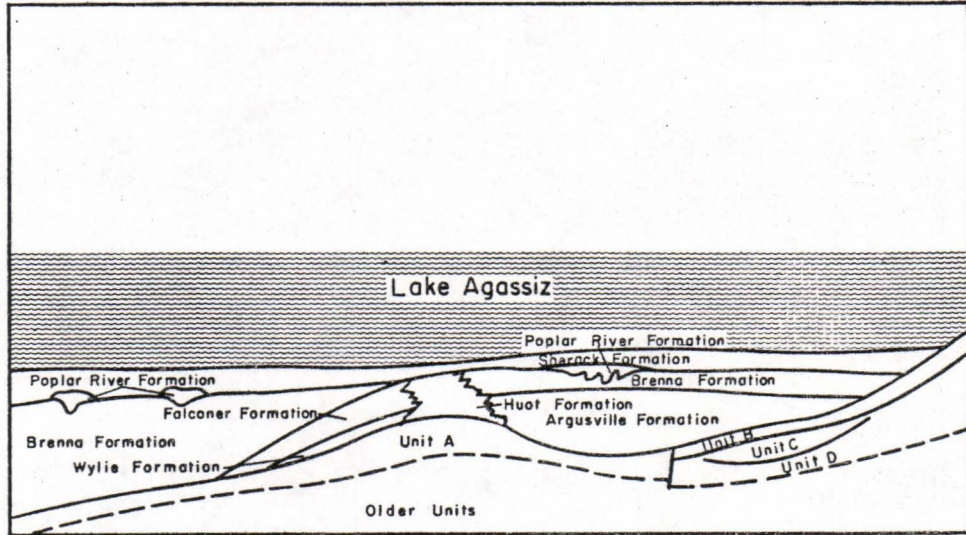 Lake Agassiz
Poplar River Formation
Sherack Formation
Poplar River Formation
Brenna Formation
Falconer Formation
Huot Formation
Argusville Formation
Brenna Formation
Unit A
Unit B
Unit C
Wylie Formation
Unit D
Older Units